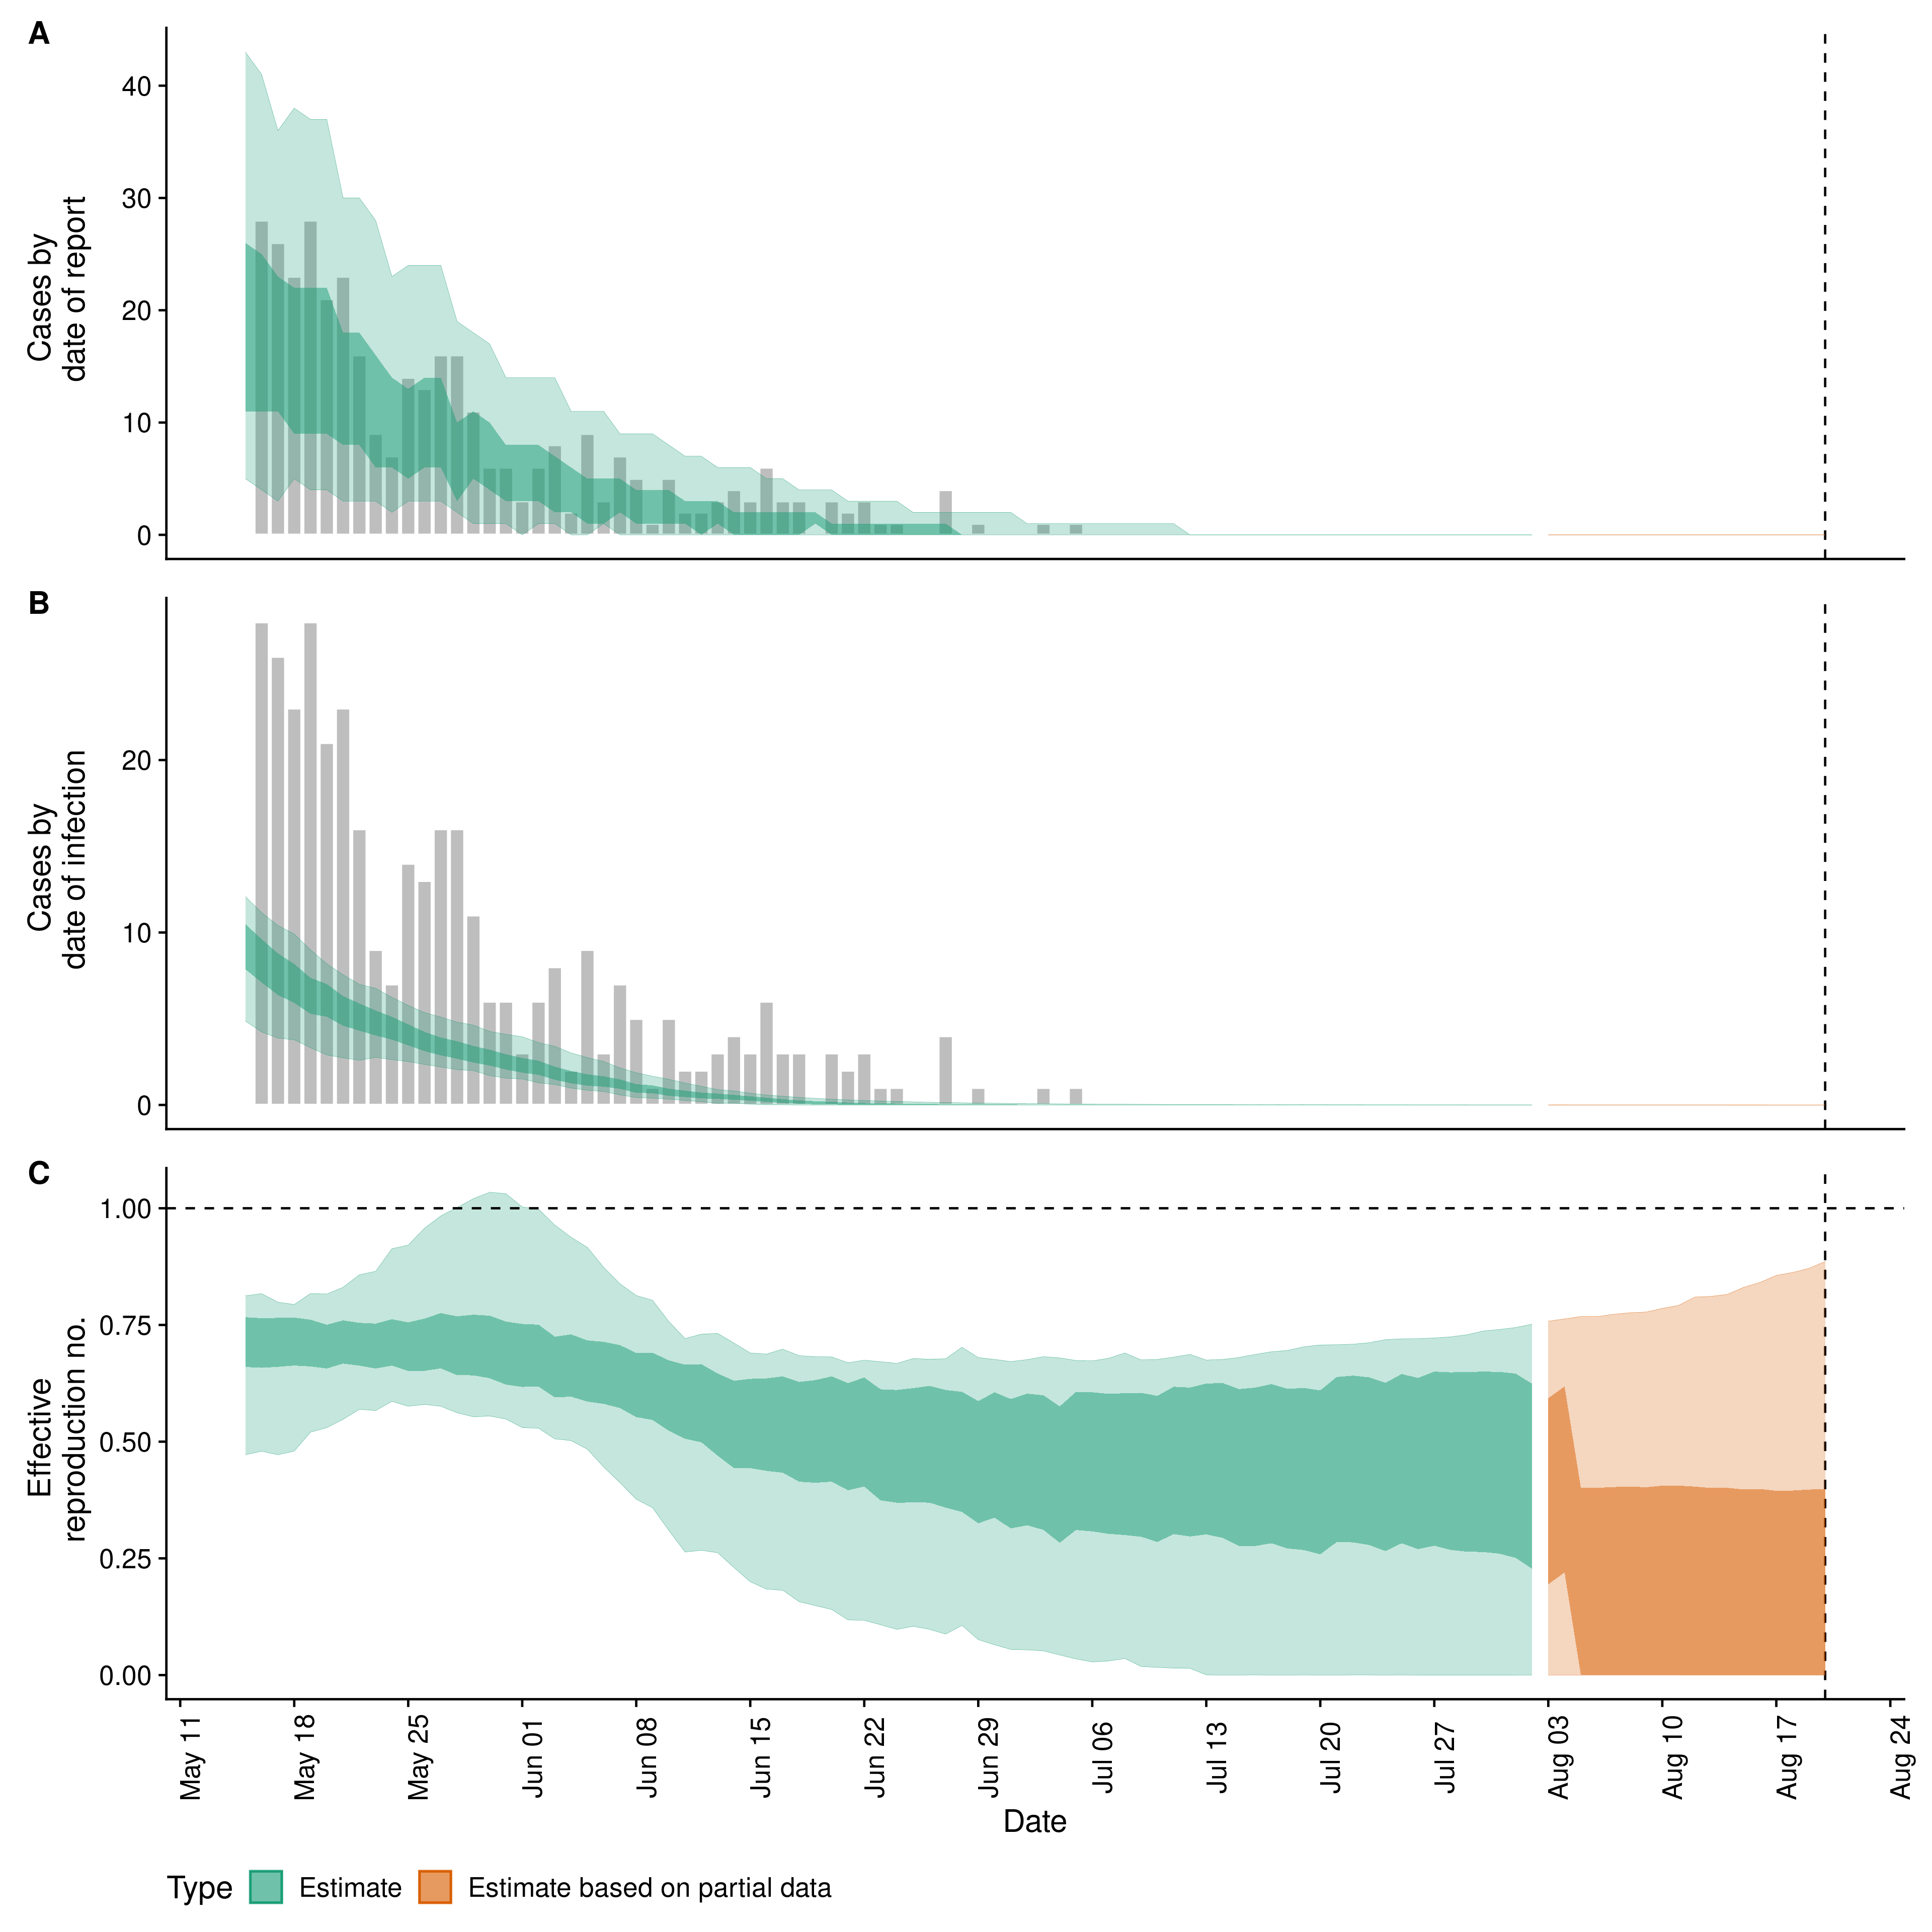 A
Cases by
date of report
40
30
20
10
0
B
Cases by
date of infection
20
10
0
C
Effective
reproduction no.
1.00
0.75
0.50
0.25
0.00
May 11
May 18
May 25
Jun 01
Jun 08
Jun 15
Jun 22
Jun 29
Jul 06
Jul 13
Jul 20
Jul 27
Aug 03
Aug 10
Aug 17
Aug 24
Date
Type Estimate Estimate based on partial data